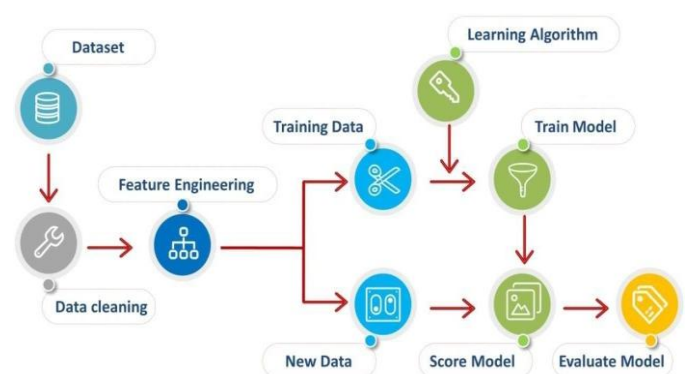 Dataset
Learning Algorithm
Training Data
Train Model
Feature Engineering
Data cleaning
New Data
Score Model
Evaluate Model